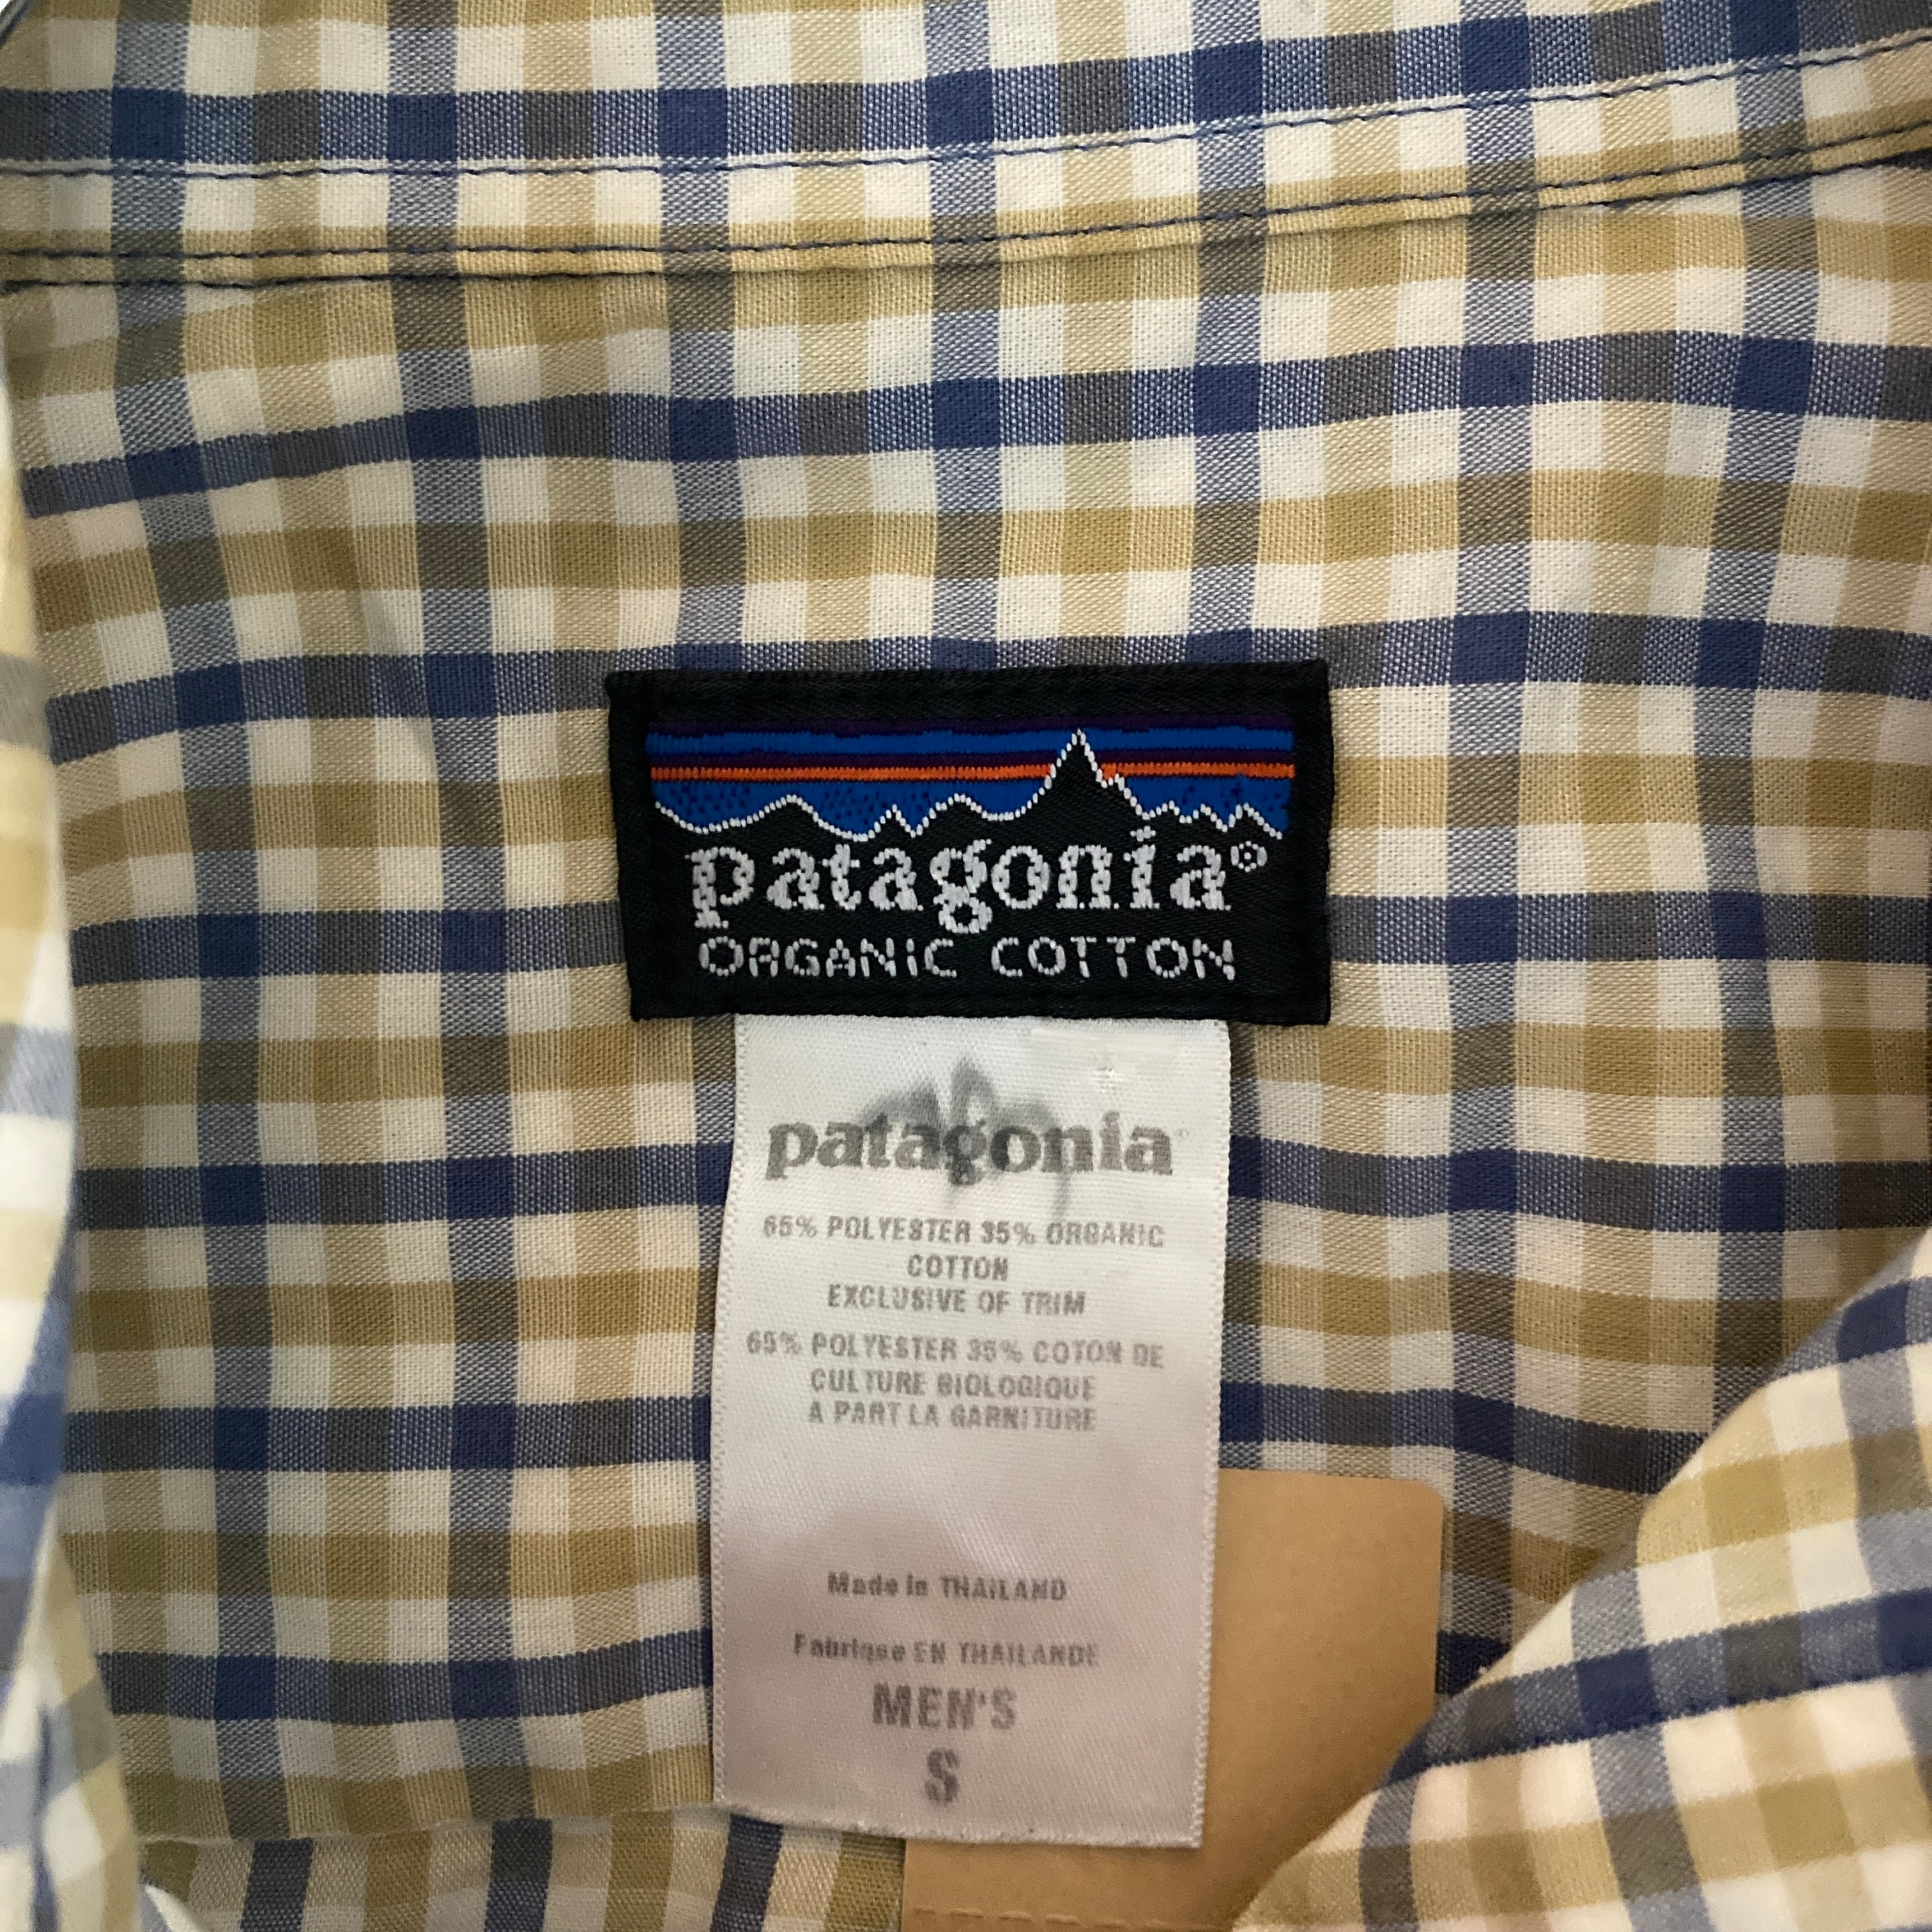 patagonia®
ORGANIC COTTON
patagonia®
65% POLYESTER 35% ORGANIC
COTTON
EXCLUSIVE OF TRIM
65% POLYESTER 35% COTON DE
CULTURE BIOLOGIQUE
A PART LA GARNITURE
Made in THAILAND
Fabrique EN THAILANDE
MEN'S
S